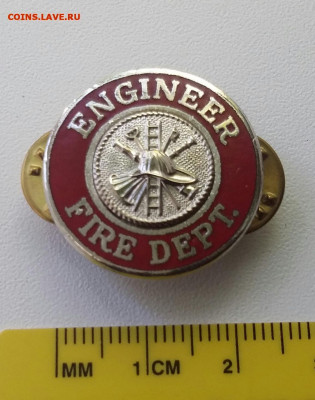 COINS.LAVE.RU
ENGINEER
FIRE DEPT.
MM 1 CM 2